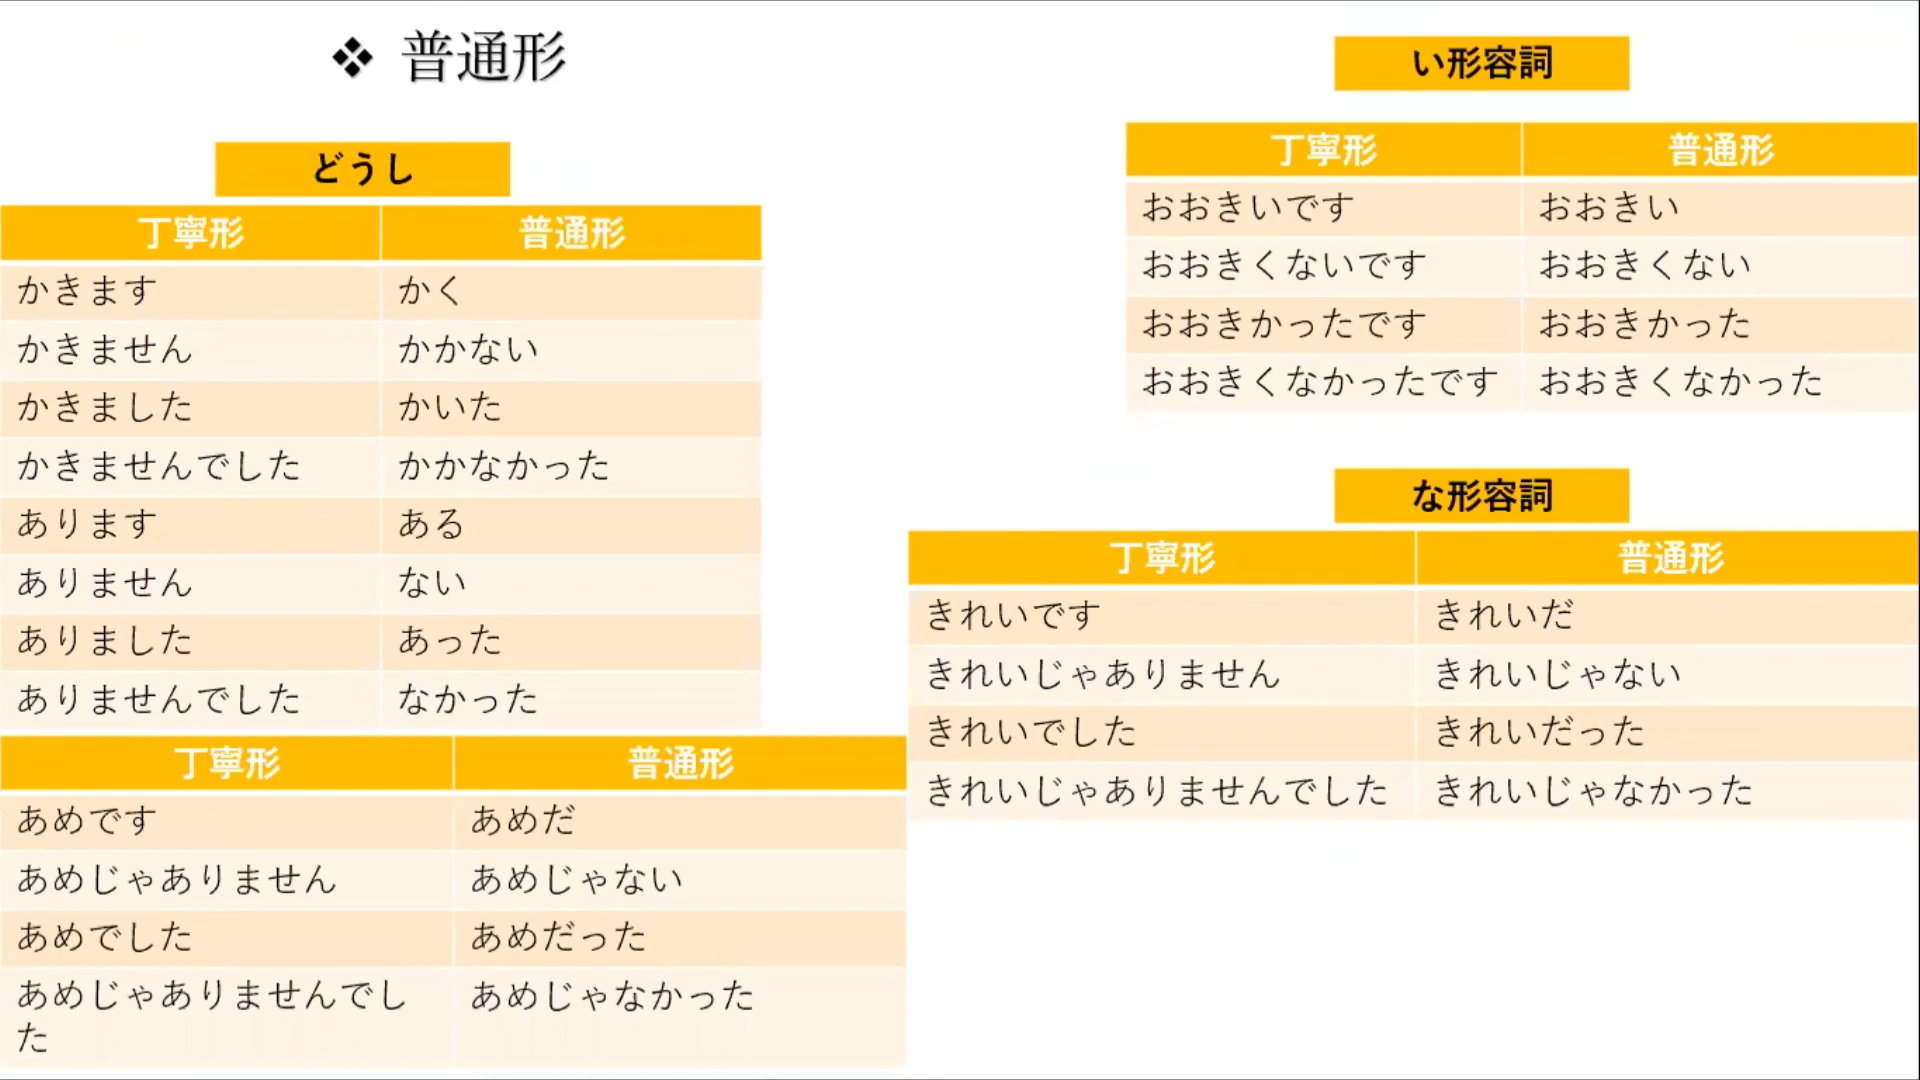 ❖ 普通形
どうし
丁寧形 普通形
かきます かく
かきません かかない
かきました かいた
かきませんでした かかなかった
あります ある
ありません ない
ありました あった
ありませんでした なかった
丁寧形 普通形
あめです あめだ
あめじゃありません あめじゃない
あめでした あめだった
あめじゃありませんでし あめじゃなかった
た
い形容詞
丁寧形 普通形
おおきいです おおきい
おおきくないです おおきくない
おおきかったです おおきかった
おおきくなかったです おおきくなかった
な形容詞
丁寧形 普通形
きれいです きれいだ
きれいじゃありません きれいじゃない
きれいでした きれいだった
きれいじゃありませんでした きれいじゃなかった